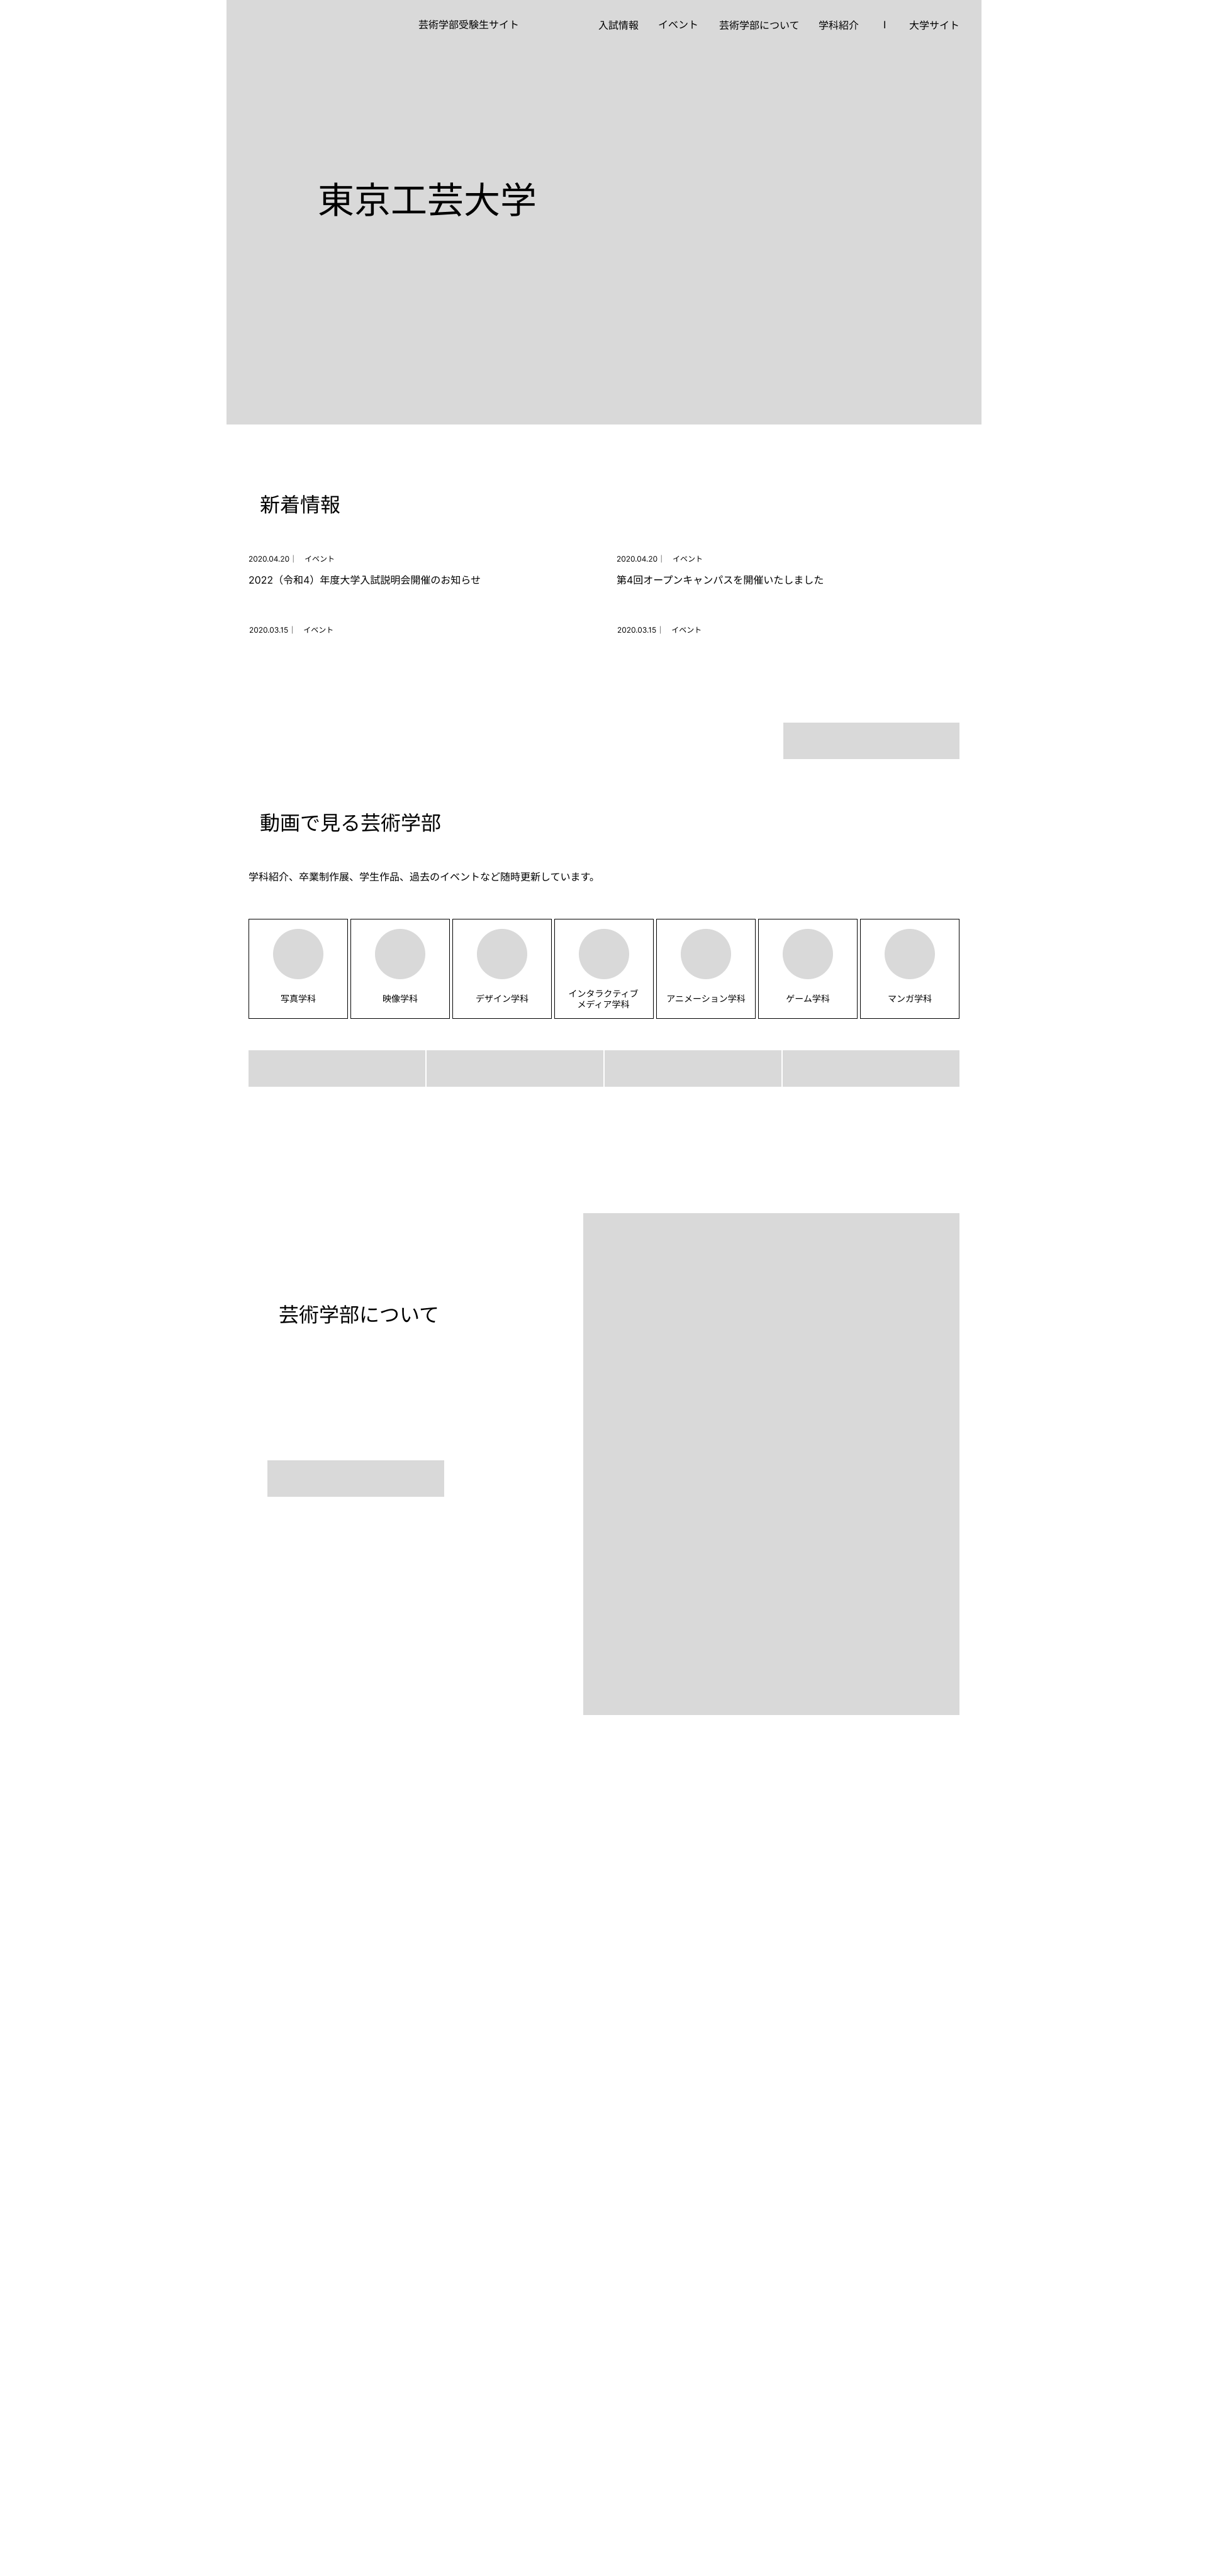 芸術学部受験生サイト
入試情報 イベント 芸術学部について 学科紹介 | 大学サイト
東京工芸大学
新着情報
2020.04.20｜ イベント
2022（令和4）年度大学入試説明会開催のお知らせ
2020.04.20｜ イベント
第4回オープンキャンパスを開催いたしました
2020.03.15｜ イベント
2020.03.15｜ イベント
動画で見る芸術学部
学科紹介、卒業制作展、学生作品、過去のイベントなど随時更新しています。
写真学科
映像学科
デザイン学科
インタラクティブ
メディア学科
アニメーション学科
ゲーム学科
マンガ学科
芸術学部について